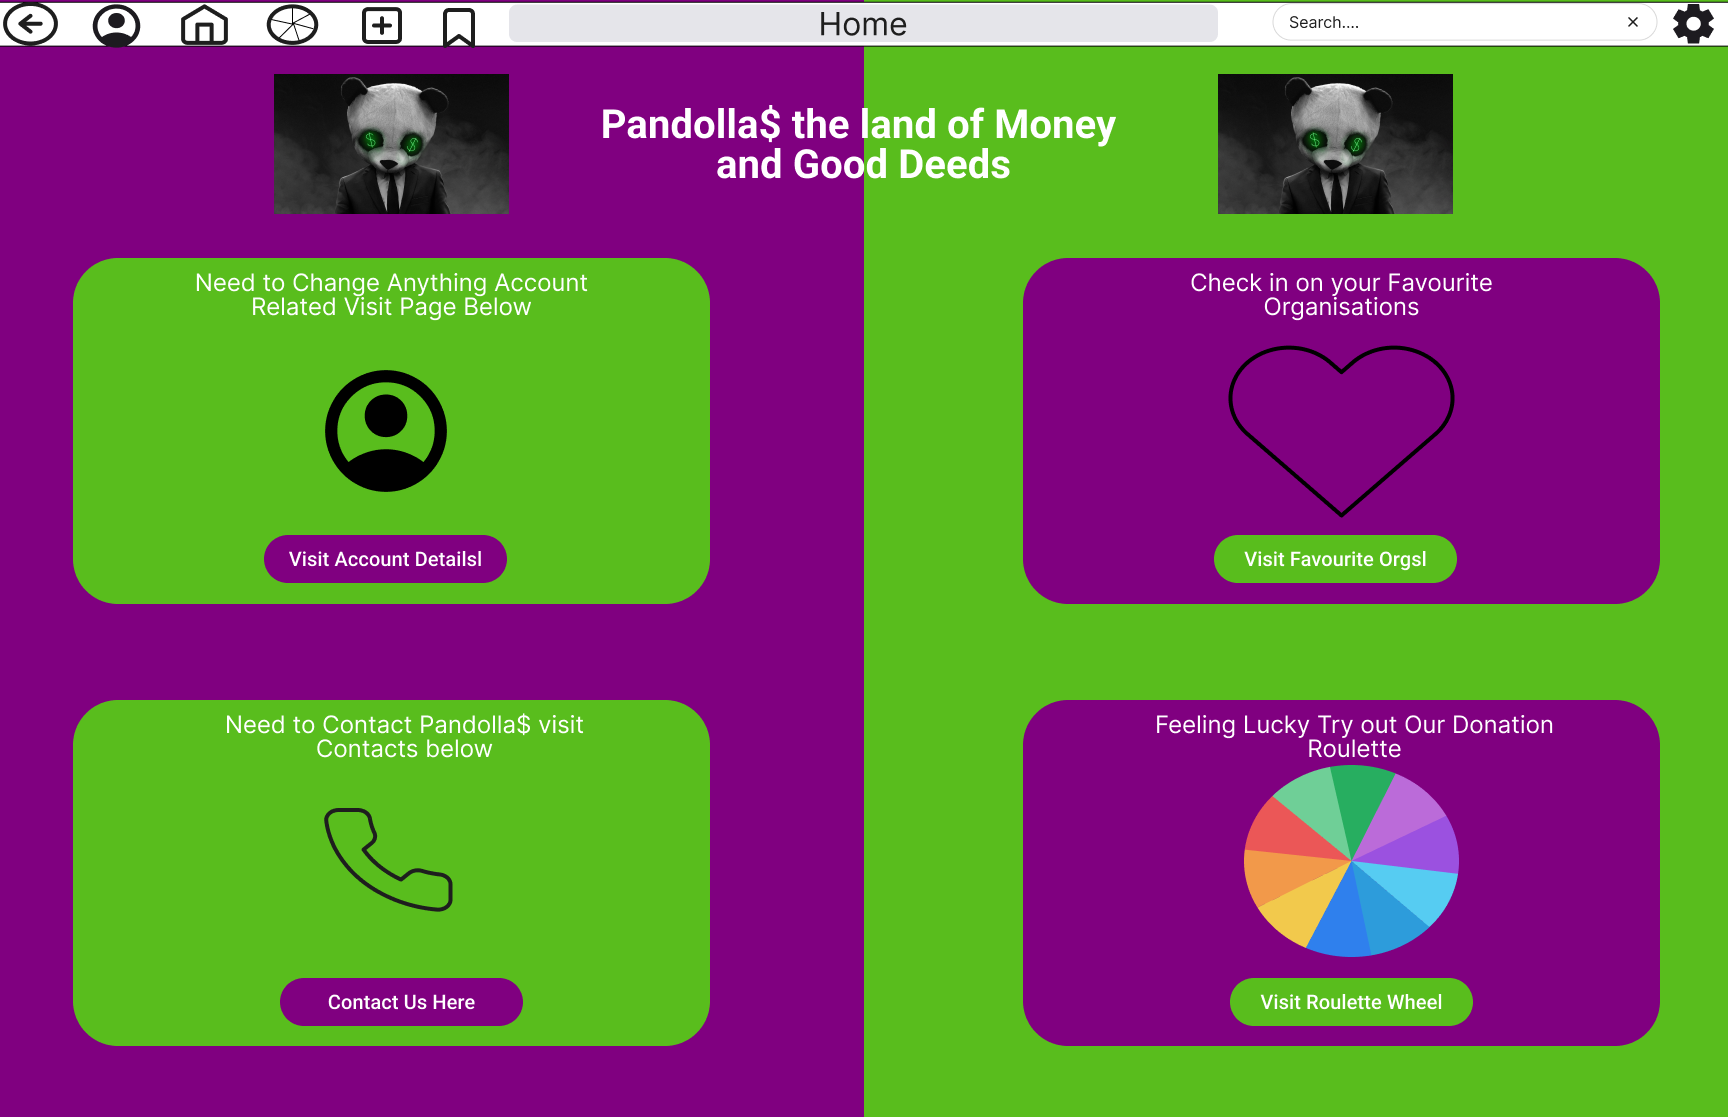 Home
Search....
Pandolla$ the land of Money
and Good Deeds
Need to Change Anything Account
Related Visit Page Below
Visit Account Detailsl
Check in on your Favourite
Organisations
Visit Favourite Orgsl
Need to Contact Pandolla$ visit
Contacts below
Contact Us Here
Feeling Lucky Try out Our Donation
Roulette
Visit Roulette Wheel